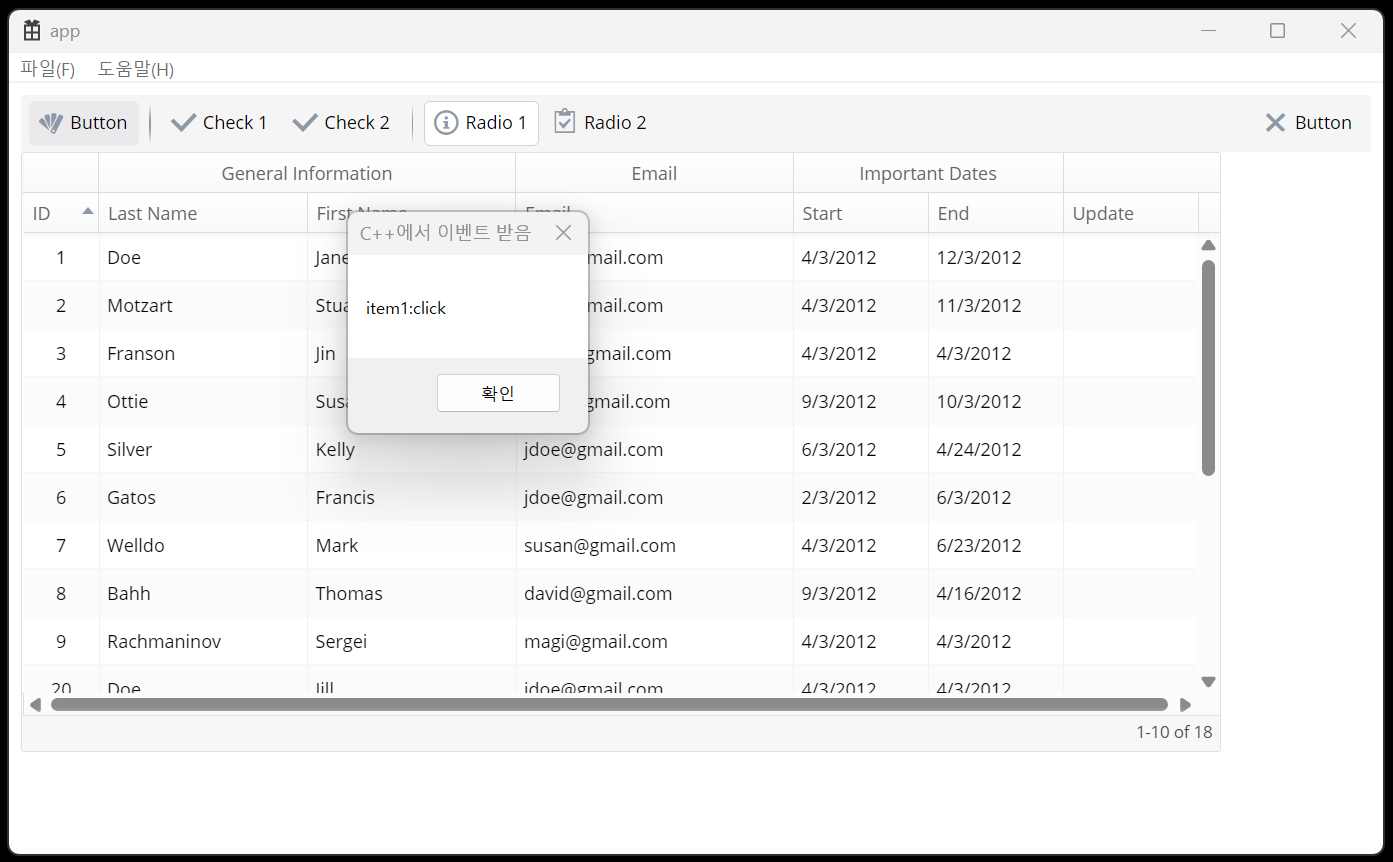 app
파일(F) 도움말(H)
Button Check 1 Check 2 Radio 1 Radio 2 Button
General Information Email Important Dates
ID Last Name First Name Email Start End Update
C++에서 이벤트 받음
item1:click
확인
1 Doe Jane mail.com 4/3/2012 12/3/2012
2 Motzart Stua mail.com 4/3/2012 11/3/2012
3 Franson Jin gmail.com 4/3/2012 4/3/2012
4 Ottie Susa gmail.com 9/3/2012 10/3/2012
5 Silver Kelly jdoe@gmail.com 6/3/2012 4/24/2012
6 Gatos Francis jdoe@gmail.com 2/3/2012 6/3/2012
7 Welldo Mark susan@gmail.com 4/3/2012 6/23/2012
8 Bahh Thomas david@gmail.com 9/3/2012 4/16/2012
9 Rachmaninov Sergei magi@gmail.com 4/3/2012 4/3/2012
20 Doe Jill jdoe@gmail.com 4/3/2012 4/3/2012
1-10 of 18